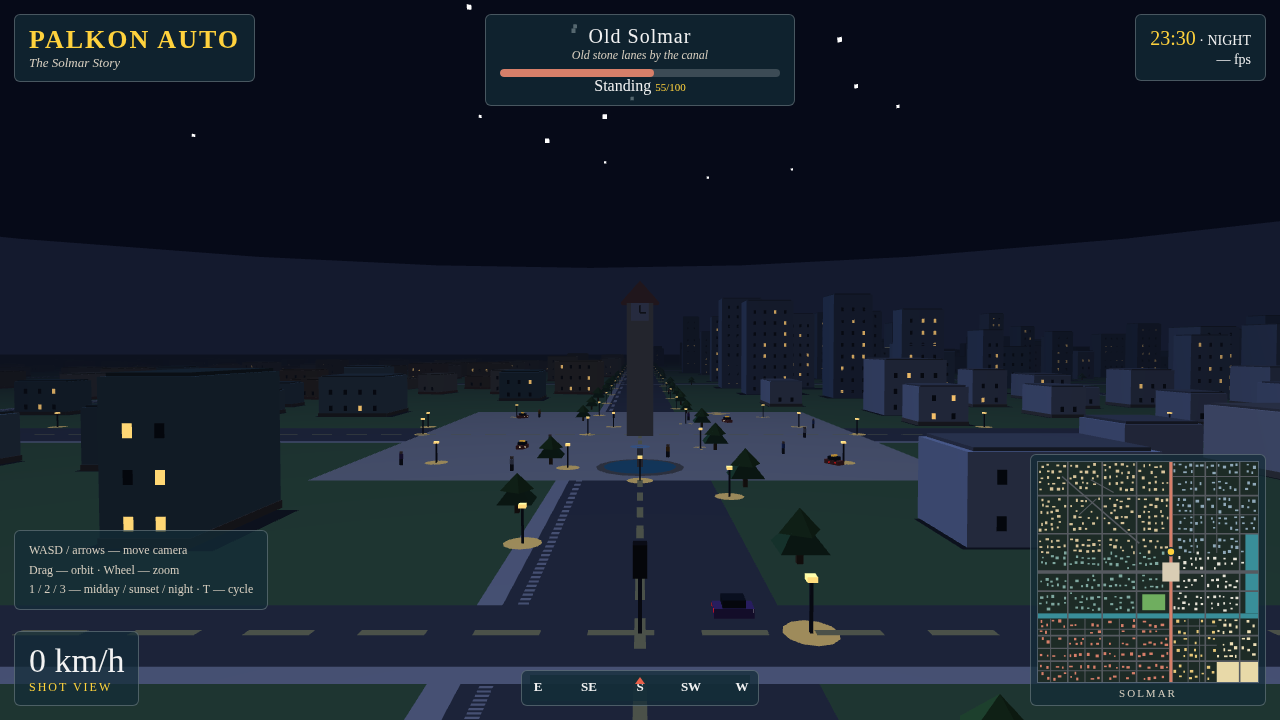 PALKON AUTO
The Solmar Story
Old Solmar
Old stone lanes by the canal
Standing 55/100
23:30 · NIGHT
— fps
WASD / arrows — move camera
Drag — orbit · Wheel — zoom
1 / 2 / 3 — midday / sunset / night · T — cycle
0 km/h
SHOT VIEW
E SE S SW W
SOLMAR